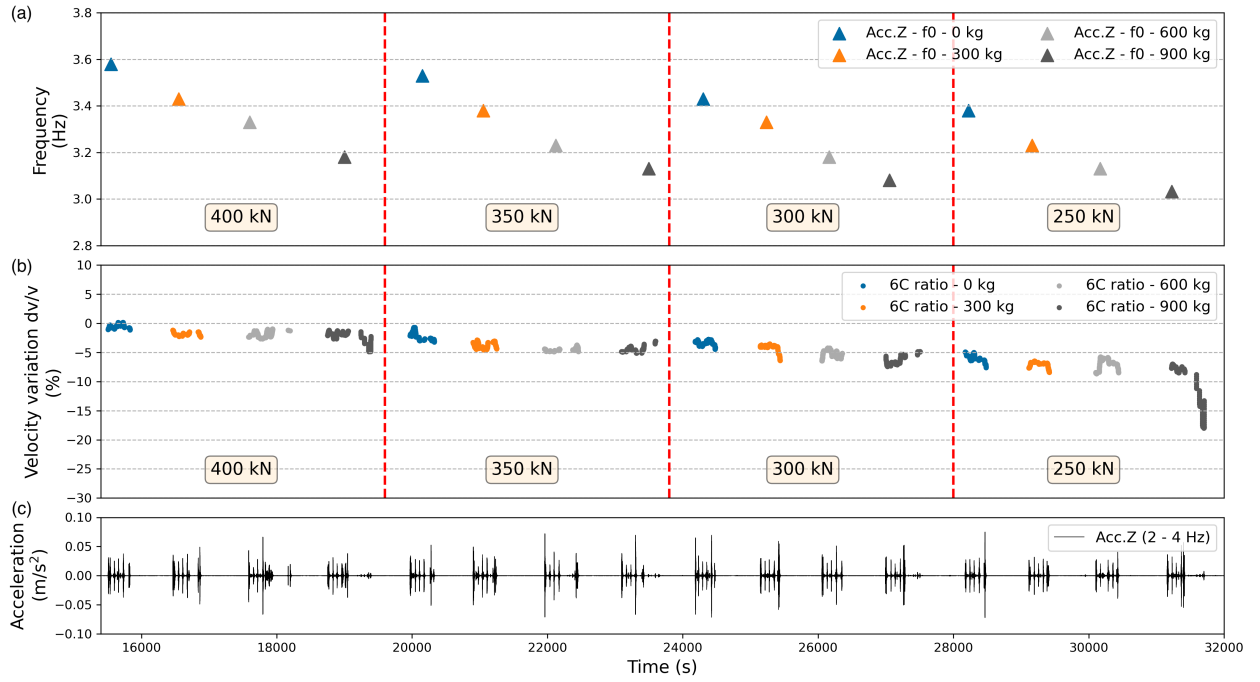 (a)
3.8
3.6
3.4
3.2
3.0
2.8
Frequency
(Hz)
Acc.Z - f0 - 0 kg
Acc.Z - f0 - 300 kg
Acc.Z - f0 - 600 kg
Acc.Z - f0 - 900 kg
400 kN
350 kN
300 kN
250 kN
(b)
10
5
0
−5
−10
−15
−20
−25
−30
Velocity variation dv/v
(%)
6C ratio - 0 kg
6C ratio - 300 kg
6C ratio - 600 kg
6C ratio - 900 kg
400 kN
350 kN
300 kN
250 kN
(c)
0.10
0.05
0.00
−0.05
−0.10
Acceleration
(m/s²)
Acc.Z (2 - 4 Hz)
16000
18000
20000
22000
24000
26000
28000
30000
32000
Time (s)